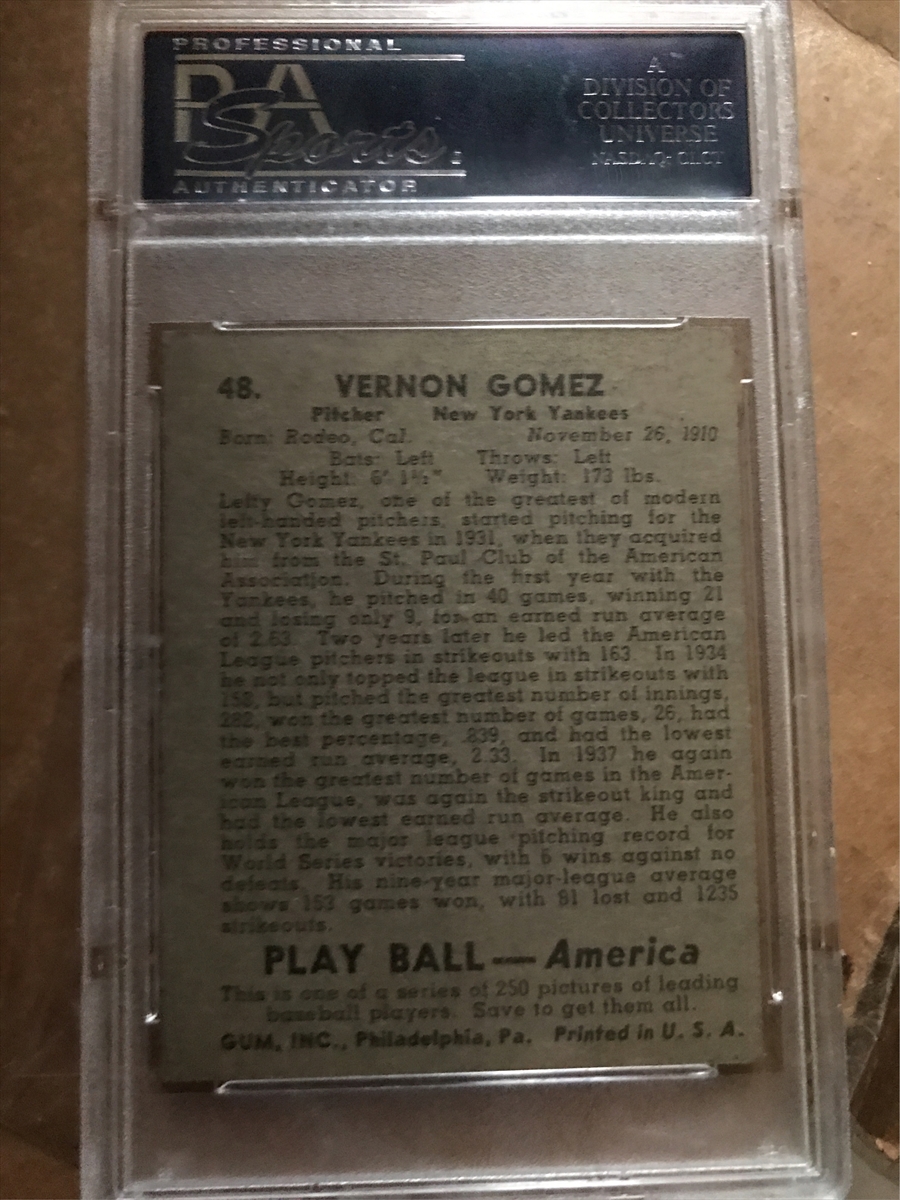 PROFESSIONAL
PSA
Sports
AUTHENTICATOR
A
DIVISION OF
COLLECTORS
UNIVERSE
NASDAQ: CLCT
48. VERNON GOMEZ
Pitcher New York Yankees
Born: Rodeo, Cal. November 26, 1910
Bats: Left Throws: Left
Height: 6' 1½" Weight: 173 lbs.
Lefty Gomez, one of the greatest of modern
left-handed pitchers, started pitching for the
New York Yankees in 1931, when they acquired
him from the St. Paul Club of the American
Association. During the first year with the
Yankees, he pitched in 40 games, winning 21
and losing only 9, for an earned run average
of 2.63. Two years later he led the American
League pitchers in strikeouts with 163. In 1934
he not only topped the league in strikeouts with
158, but pitched the greatest number of innings,
282, won the greatest number of games, 26, had
the best percentage, .839, and had the lowest
earned run average, 2.33. In 1937 he again
won the greatest number of games in the Amer-
ican League, was again the strikeout king and
had the lowest earned run average. He also
holds the major league pitching record for
World Series victories, with 6 wins against no
defeats. His nine-year major-league average
shows 153 games won, with 81 lost and 1235
strikeouts.
PLAY BALL — America
This is one of a series of 250 pictures of leading
baseball players. Save to get them all.
GUM, INC., Philadelphia, Pa. Printed in U. S. A.